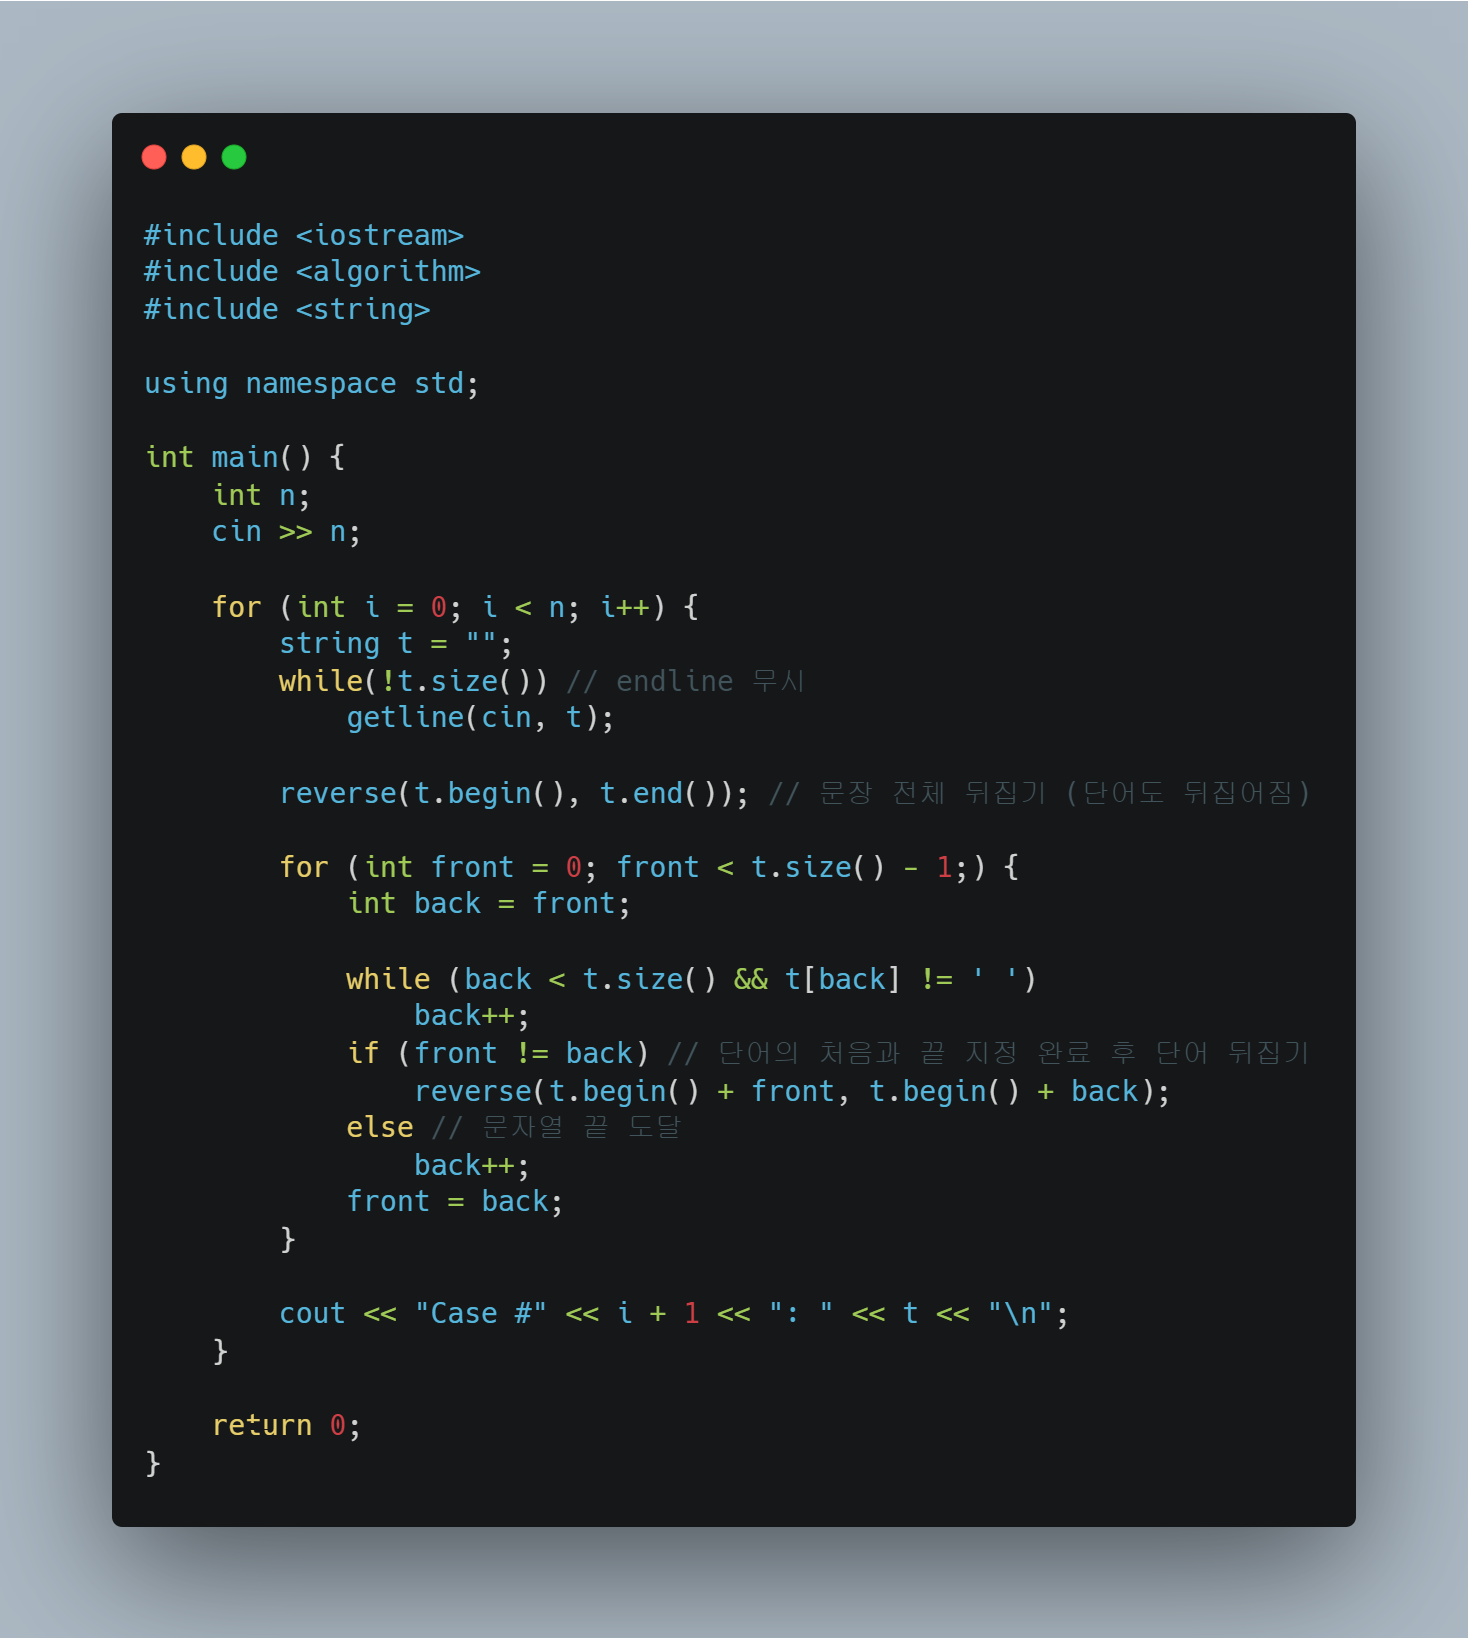 #include <iostream>
#include <algorithm>
#include <string>

using namespace std;

int main() {
    int n;
    cin >> n;

    for (int i = 0; i < n; i++) {
        string t = "";
        while(!t.size()) // endline 무시
            getline(cin, t);

        reverse(t.begin(), t.end()); // 문장 전체 뒤집기 (단어도 뒤집어짐)

        for (int front = 0; front < t.size() - 1;) {
            int back = front;

            while (back < t.size() && t[back] != ' ')
                back++;
            if (front != back) // 단어의 처음과 끝 지정 완료 후 단어 뒤집기
                reverse(t.begin() + front, t.begin() + back);
            else // 문자열 끝 도달
                back++;
            front = back;
        }

        cout << "Case #" << i + 1 << ": " << t << "\n";
    }

    return 0;
}